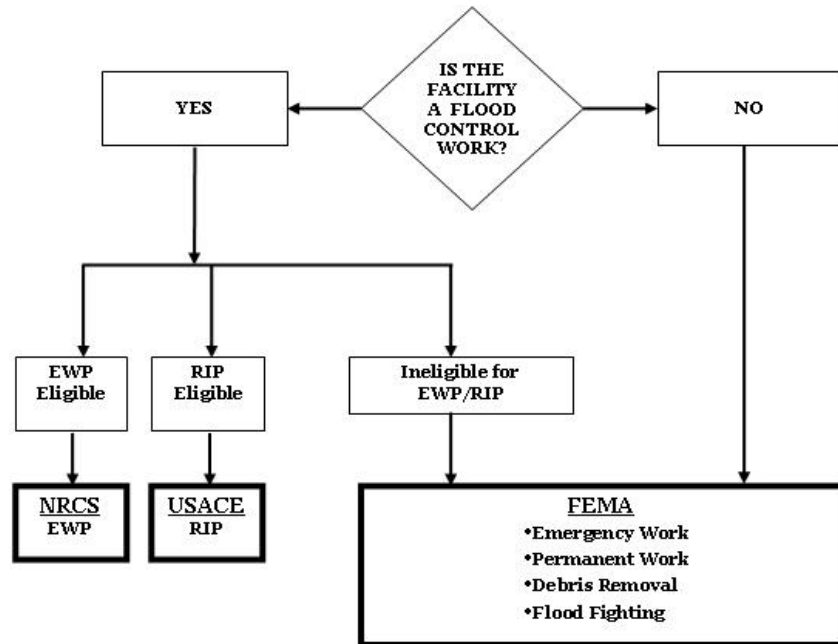 IS THE
FACILITY
A FLOOD
CONTROL
WORK?
YES
NO
EWP
Eligible
RIP
Eligible
Ineligible for
EWP/RIP
NRCS
EWP
USACE
RIP
FEMA
•Emergency Work
•Permanent Work
•Debris Removal
•Flood Fighting